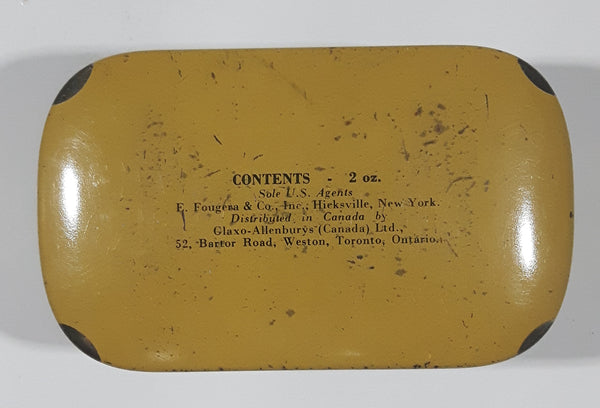 CONTENTS - 2 oz.
Sole U.S. Agents
E. Fougera & Co., Inc., Hicksville, New York.
Distributed in Canada by
Glaxo-Allenburys (Canada) Ltd.,
52, Bartor Road, Weston, Toronto, Ontario.